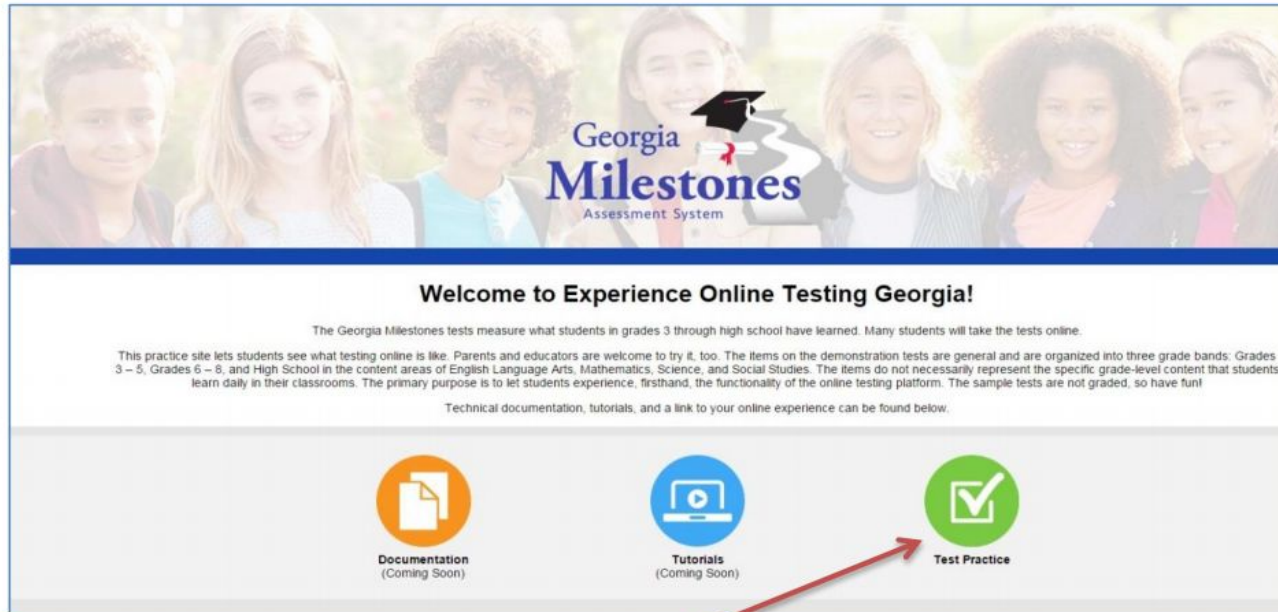 Georgia
Milestones
Assessment System
Welcome to Experience Online Testing Georgia!
The Georgia Milestones tests measure what students in grades 3 through high school have learned. Many students will take the tests online.
This practice site lets students see what testing online is like. Parents and educators are welcome to try it, too. The items on the demonstration tests are general and are organized into three grade bands: Grades
3 – 5, Grades 6 – 8, and High School in the content areas of English Language Arts, Mathematics, Science, and Social Studies. The items do not necessarily represent the specific grade-level content that students
learn daily in their classrooms. The primary purpose is to let students experience, firsthand, the functionality of the online testing platform. The sample tests are not graded, so have fun!
Technical documentation, tutorials, and a link to your online experience can be found below.
Documentation
(Coming Soon)
Tutorials
(Coming Soon)
Test Practice